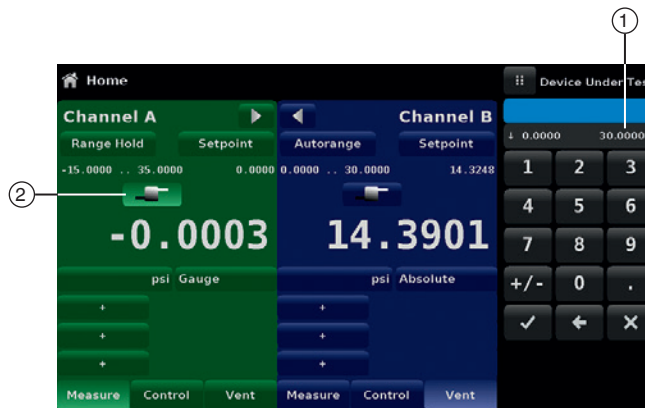 1
Home
Device Under Tes
Channel A
Channel B
Range Hold Setpoint
Autorange Setpoint
-15.0000 .. 35.0000 0.0000
0.0000 .. 30.0000 14.3248
↓ 0.0000 30.0000
2
-0.0003
14.3901
psi Gauge
psi Absolute
+
+
+
+
+
+
Measure Control Vent
Measure Control Vent
1 2 3
4 5 6
7 8 9
+/- 0 .